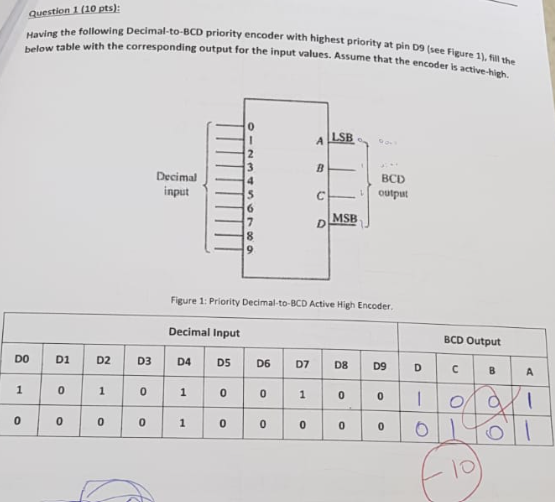 Question 1 (10 pts):
Having the following Decimal-to-BCD priority encoder with highest priority at pin D9 (see Figure 1), fill the
below table with the corresponding output for the input values. Assume that the encoder is active-high.
0
1
2
3
4
5
6
7
8
9
Decimal
input
A LSB
B
C
D MSB
BCD
output
Figure 1: Priority Decimal-to-BCD Active High Encoder.
Decimal Input BCD Output
D0 D1 D2 D3 D4 D5 D6 D7 D8 D9 D C B A
1 0 1 0 1 0 0 1 0 0 1 0 0 1
0 0 0 0 1 0 0 0 0 0 0 1 0 1
-10